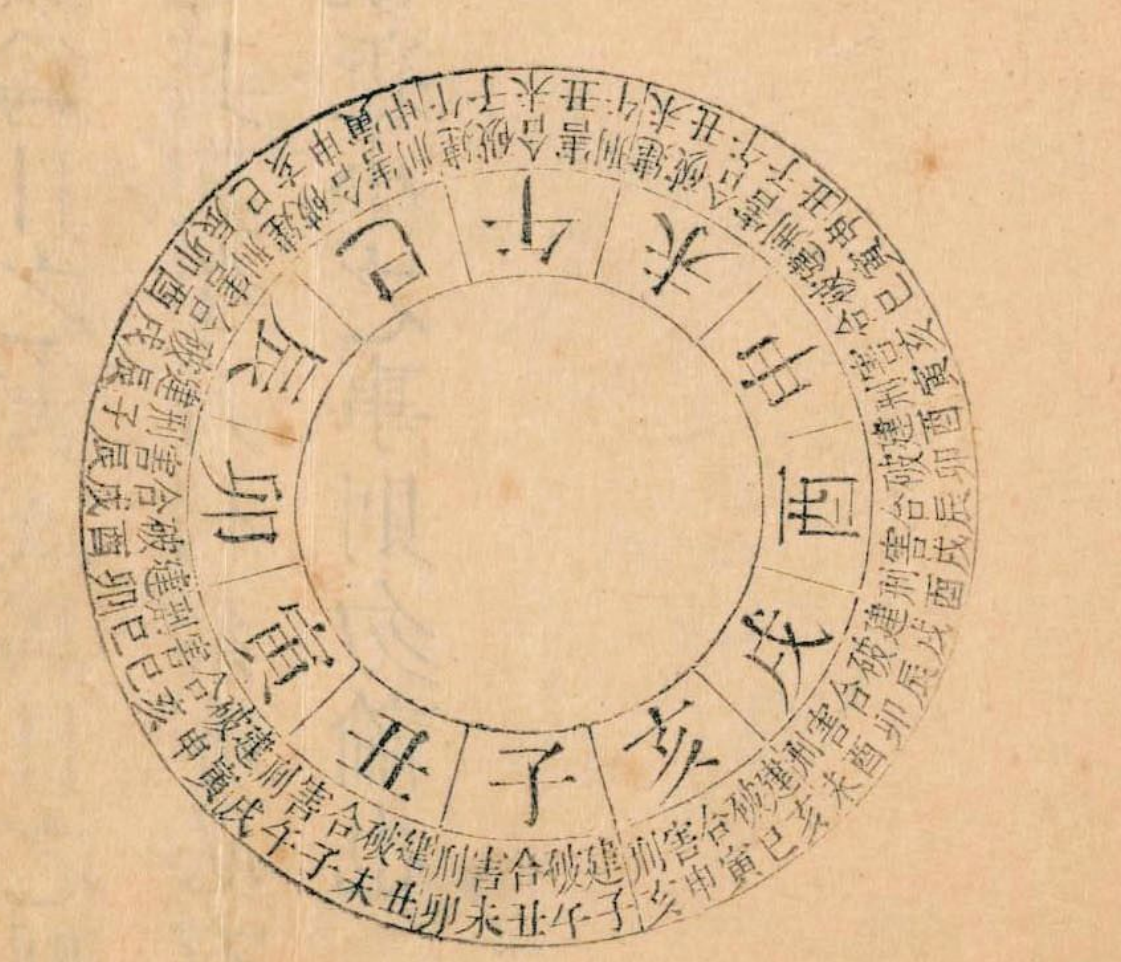 子
建子 破午 合丑 害未 刑卯
丑
建丑 破未 合子 害午 刑戌
寅
建寅 破申 合亥 害巳 刑巳
卯
建卯 破酉 合戌 害辰 刑子
辰
建辰 破戌 合酉 害卯 刑辰
巳
建巳 破亥 合申 害寅 刑申
午
建午 破子 合未 害丑 刑午
未
建未 破丑 合午 害子 刑丑
申
建申 破寅 合巳 害亥 刑寅
酉
建酉 破卯 合辰 害戌 刑酉
戌
建戌 破辰 合卯 害酉 刑未
亥
建亥 破巳 合寅 害申 刑亥